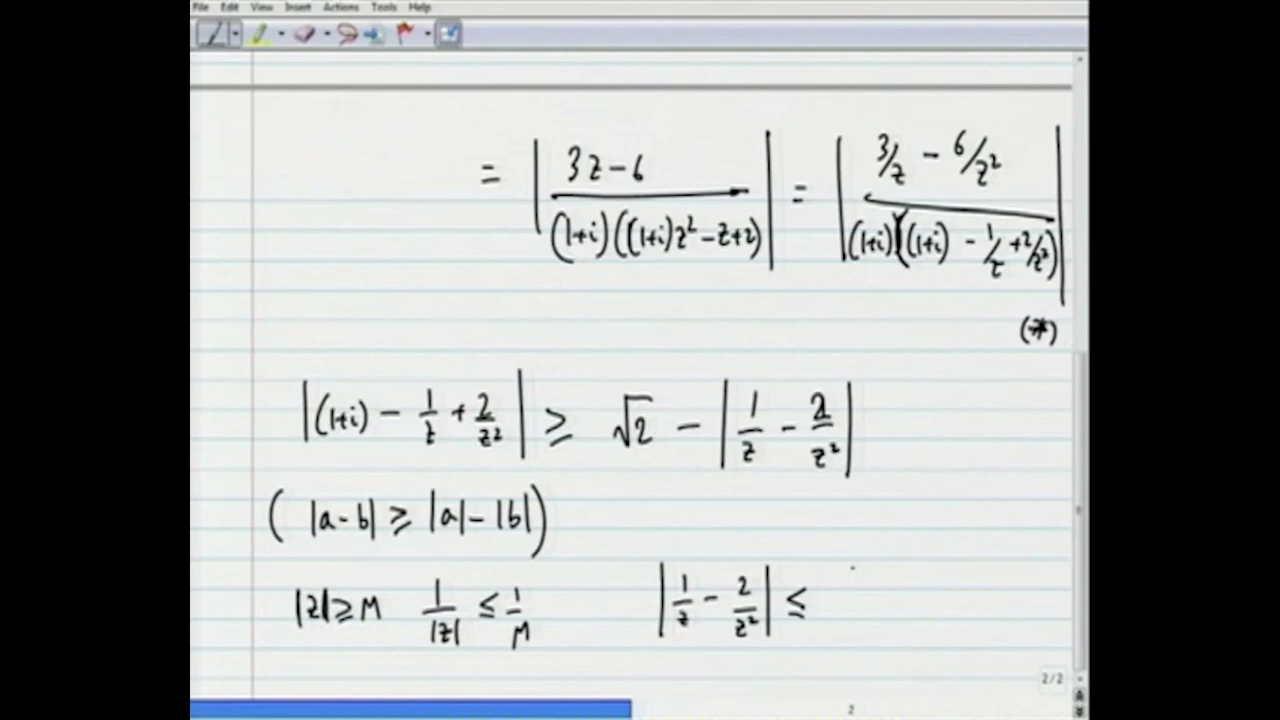 File Edit View Insert Actions Tools Help
= | 3z - 6 / (1+i)((1+i)z² - z+2) | = | 3/z - 6/z² / (1+i)((1+i) - 1/z + 2/z²) |
(*)
|(1+i) - 1/z + 2/z²| ≥ √2 - |1/z - 2/z²|
( |a-b| ≥ |a|-|b| )
|z| ≥ M 1/|z| ≤ 1/M |1/z - 2/z²| ≤
2/2
2